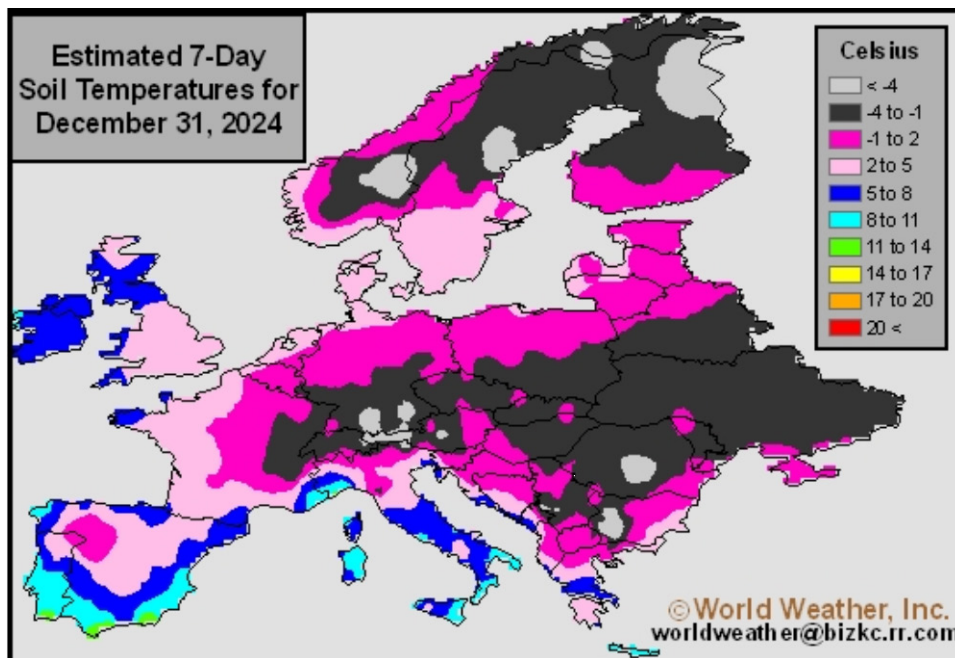 Estimated 7-Day
Soil Temperatures for
December 31, 2024
Celsius
< -4
-4 to -1
-1 to 2
2 to 5
5 to 8
8 to 11
11 to 14
14 to 17
17 to 20
20 <
©World Weather, Inc.
worldweather@bizkc.rr.com